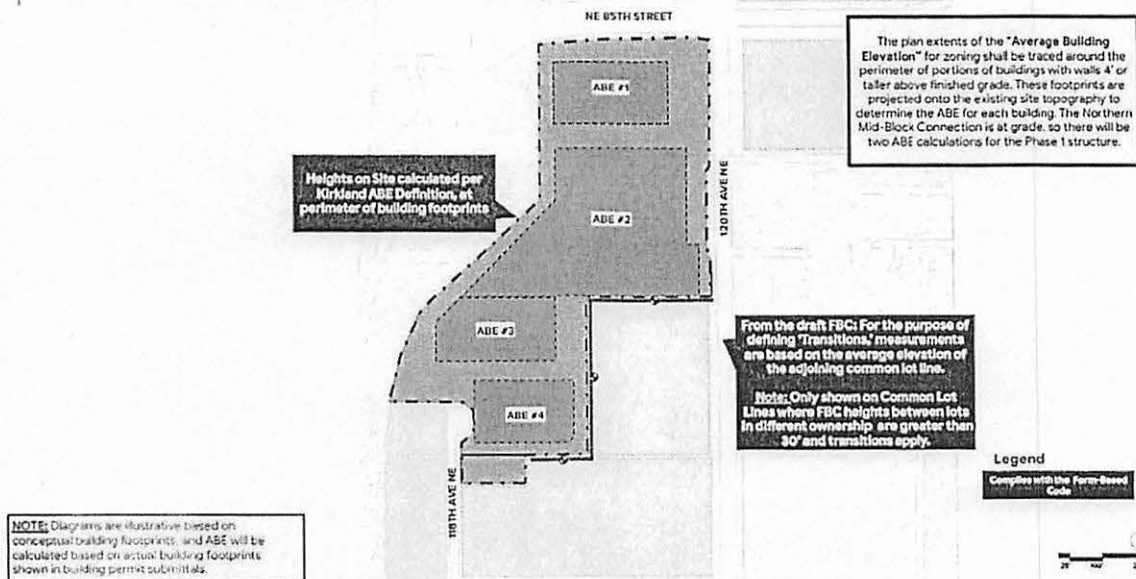 NE 85TH STREET
The plan extents of the "Average Building
Elevation" for zoning shall be traced around the
perimeter of portions of buildings with walls 4' or
taller above finished grade. These footprints are
projected onto the existing site topography to
determine the ABE for each building. The Northern
Mid-Block Connection is at grade, so there will be
two ABE calculations for the Phase 1 structure.
ABE #1
Heights on Site calculated per
Kirkland ABE Definition, at
perimeter of building footprints
ABE #2
120TH AVE NE
ABE #3
From the draft FBC: For the purpose of
defining 'Transitions,' measurements
are based on the average elevation of
the adjoining common lot line.
Note: Only shown on Common Lot
Lines where FBC heights between lots
in different ownership are greater than
30' and transitions apply.
ABE #4
Legend
Complies with the Form-Based
Code
118TH AVE NE
NOTE: Diagrams are illustrative based on
conceptual building footprints, and ABE will be
calculated based on actual building footprints
shown in building permit submittals.